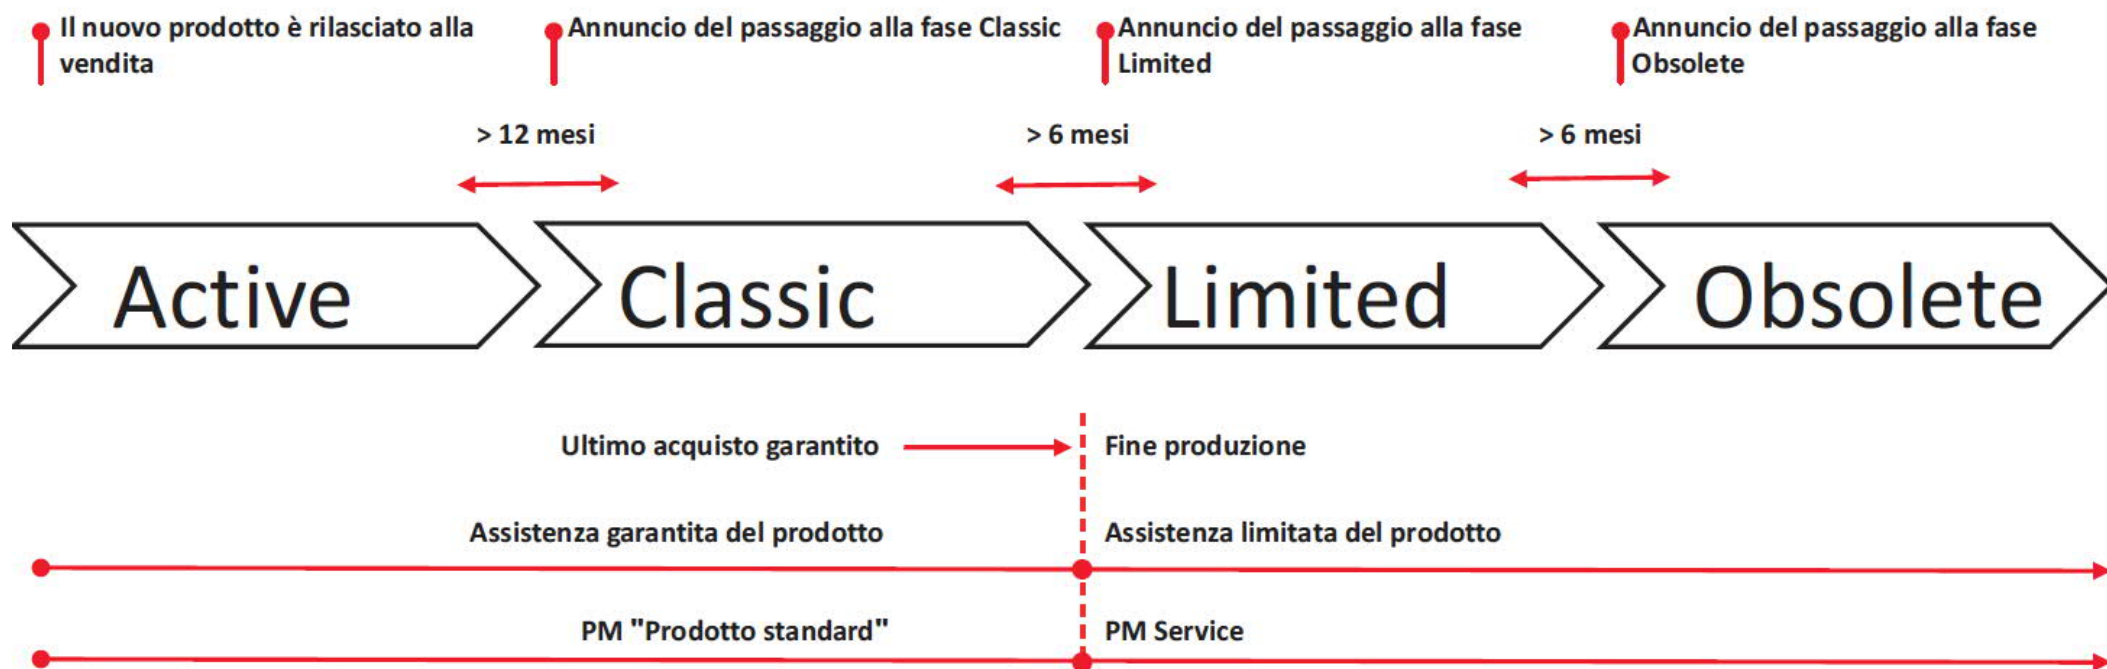 Il nuovo prodotto è rilasciato alla
vendita
Annuncio del passaggio alla fase Classic
Annuncio del passaggio alla fase
Limited
Annuncio del passaggio alla fase
Obsolete
> 12 mesi
> 6 mesi
> 6 mesi
Active
Classic
Limited
Obsolete
Ultimo acquisto garantito
Fine produzione
Assistenza garantita del prodotto
Assistenza limitata del prodotto
PM "Prodotto standard"
PM Service